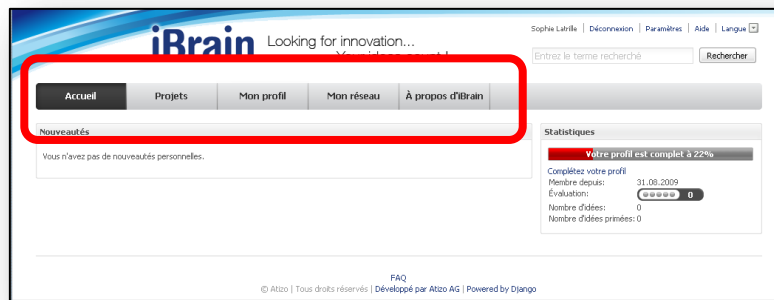 Sophie Latrille | Déconnexion | Paramètres | Aide | Langue
iBrain
Looking for innovation...
Entrez le terme recherché
Rechercher
Accueil Projets Mon profil Mon réseau À propos d'iBrain
Nouveautés
Vous n'avez pas de nouveautés personnelles.
Statistiques
Votre profil est complet à 22%
Complétez votre profil
Membre depuis: 31.08.2009
Évaluation: 0
Nombre d'idées: 0
Nombre d'idées primées: 0
FAQ
© Atizo | Tous droits réservés | Développé par Atizo AG | Powered by Django